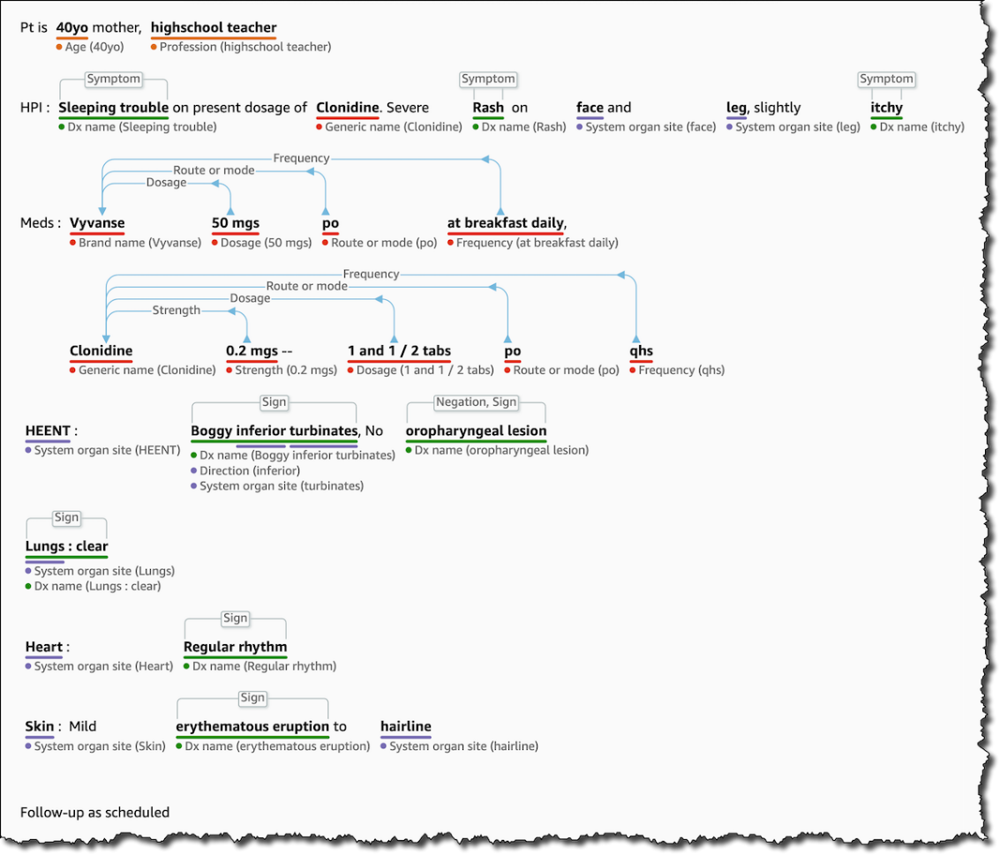 Pt is 40yo mother, highschool teacher
Age (40yo) Profession (highschool teacher)
Symptom Symptom Symptom
HPI : Sleeping trouble on present dosage of Clonidine. Severe Rash on face and leg, slightly itchy
Dx name (Sleeping trouble) Generic name (Clonidine) Dx name (Rash) System organ site (face) System organ site (leg) Dx name (itchy)
Frequency
Route or mode
Dosage
Meds : Vyvanse 50 mgs po at breakfast daily,
Brand name (Vyvanse) Dosage (50 mgs) Route or mode (po) Frequency (at breakfast daily)
Frequency
Route or mode
Dosage
Strength
Clonidine 0.2 mgs -- 1 and 1 / 2 tabs po qhs
Generic name (Clonidine) Strength (0.2 mgs) Dosage (1 and 1 / 2 tabs) Route or mode (po) Frequency (qhs)
Sign Negation, Sign
HEENT : Boggy inferior turbinates, No oropharyngeal lesion
System organ site (HEENT) Dx name (Boggy inferior turbinates) Dx name (oropharyngeal lesion)
Direction (inferior)
System organ site (turbinates)
Sign
Lungs : clear
System organ site (Lungs)
Dx name (Lungs : clear)
Sign
Heart : Regular rhythm
System organ site (Heart) Dx name (Regular rhythm)
Sign
Skin : Mild erythematous eruption to hairline
System organ site (Skin) Dx name (erythematous eruption) System organ site (hairline)
Follow-up as scheduled